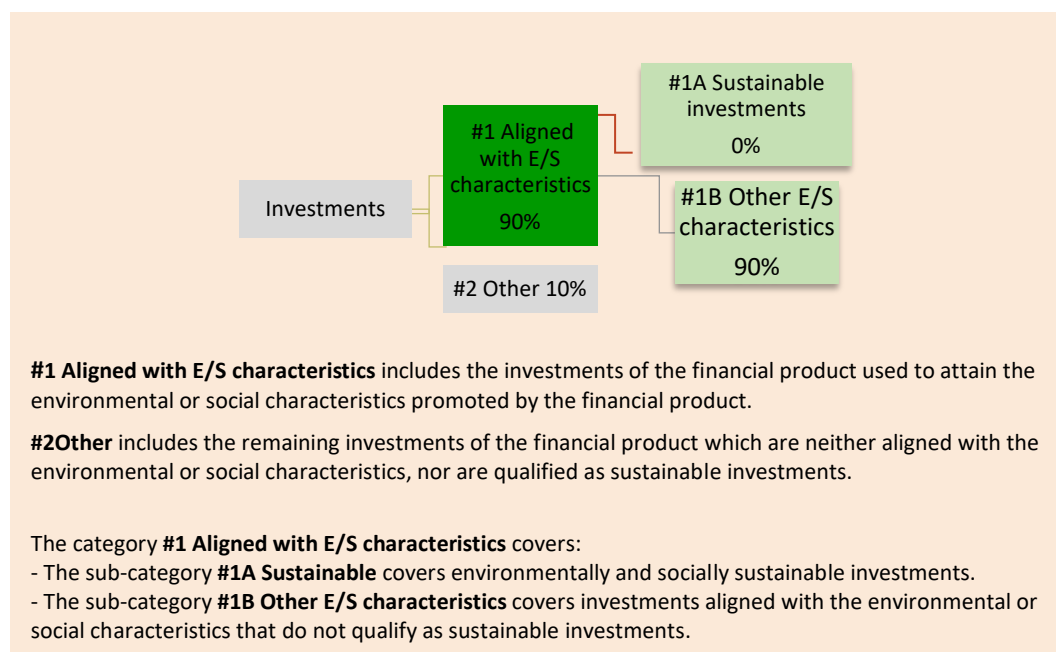 #1A Sustainable
investments
0%
#1 Aligned
with E/S
characteristics
90%
Investments
#1B Other E/S
characteristics
90%
#2 Other 10%
#1 Aligned with E/S characteristics includes the investments of the financial product used to attain the
environmental or social characteristics promoted by the financial product.
#2Other includes the remaining investments of the financial product which are neither aligned with the
environmental or social characteristics, nor are qualified as sustainable investments.
The category #1 Aligned with E/S characteristics covers:
- The sub-category #1A Sustainable covers environmentally and socially sustainable investments.
- The sub-category #1B Other E/S characteristics covers investments aligned with the environmental or
social characteristics that do not qualify as sustainable investments.